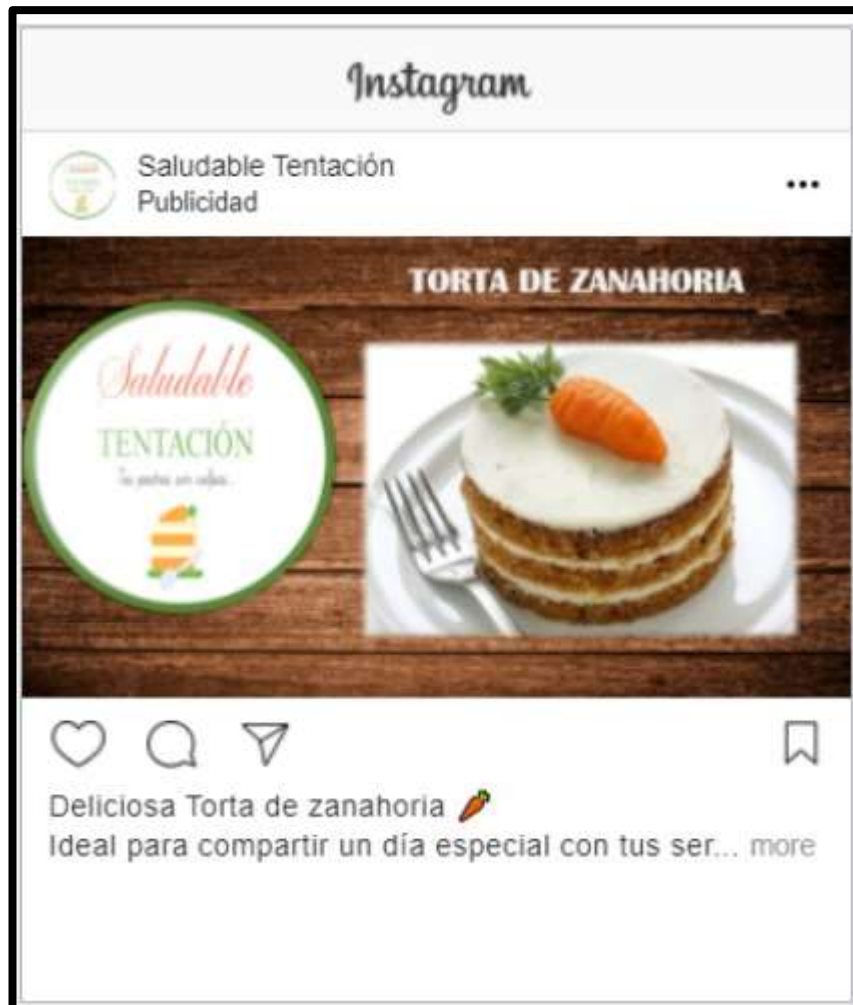 Instagram
Saludable Tentación
Publicidad
TORTA DE ZANAHORIA
Saludable
TENTACIÓN
Deliciosa Torta de zanahoria 🥕
Ideal para compartir un día especial con tus ser... more